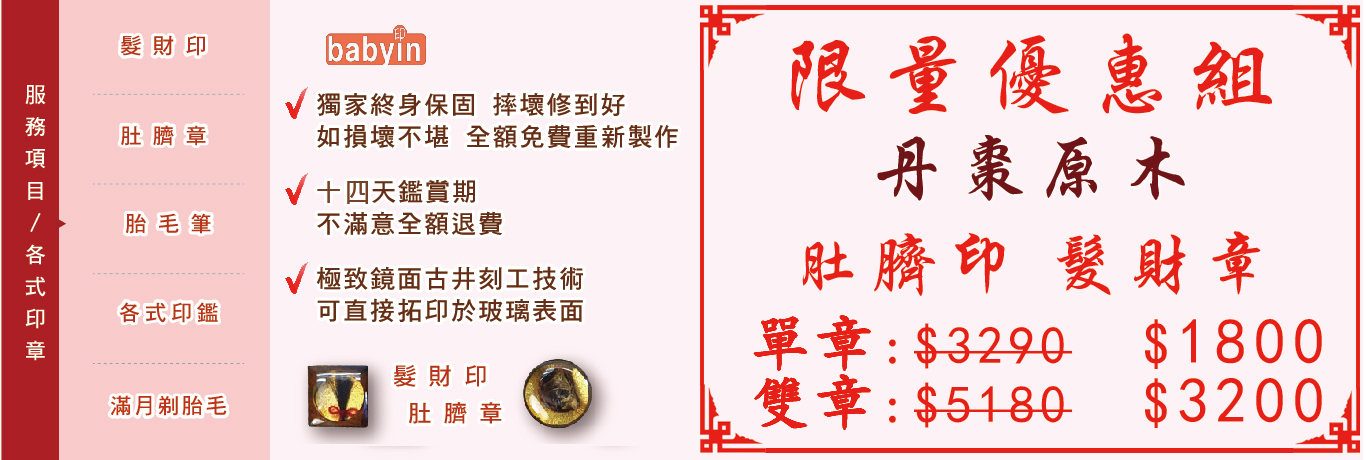 服務項目/各式印章
髮財印
肚臍章
胎毛筆
各式印鑑
滿月剃胎毛
印
babyin
獨家終身保固 摔壞修到好
如損壞不堪 全額免費重新製作
十四天鑑賞期
不滿意全額退費
極致鏡面古井刻工技術
可直接拓印於玻璃表面
髮財印
肚臍章
限量優惠組
丹棗原木
肚臍印 髮財章
單章:$3290 $1800
雙章:$5180 $3200